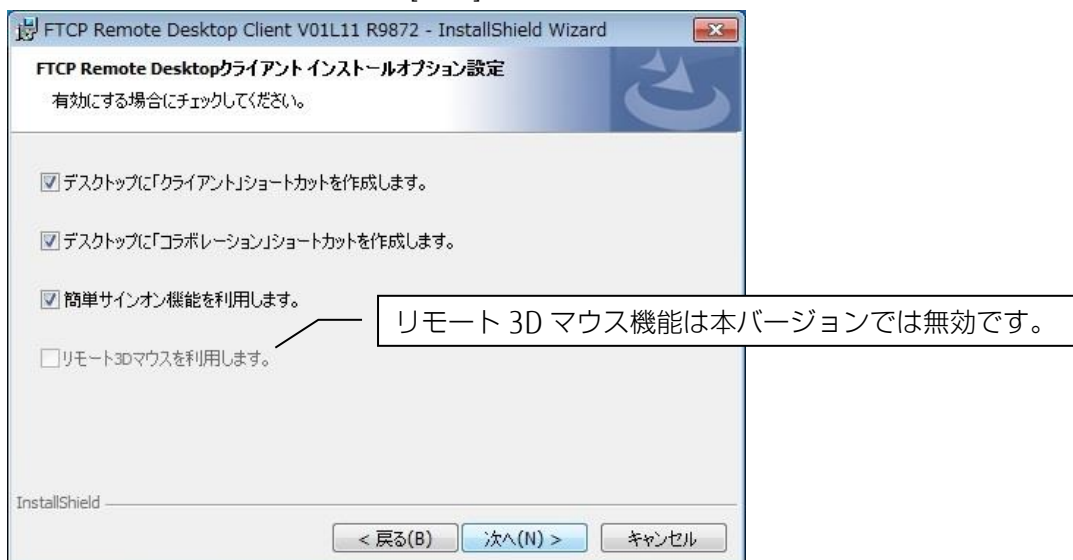 FTCP Remote Desktop Client V01L11 R9872 - InstallShield Wizard
FTCP Remote Desktopクライアント インストールオプション設定
有効にする場合にチェックしてください。
デスクトップに「クライアント」ショートカットを作成します。
デスクトップに「コラボレーション」ショートカットを作成します。
簡単サインオン機能を利用します。
リモート 3D マウス機能は本バージョンでは無効です。
リモート3Dマウスを利用します。
InstallShield
< 戻る(B)
次へ(N) >
キャンセル